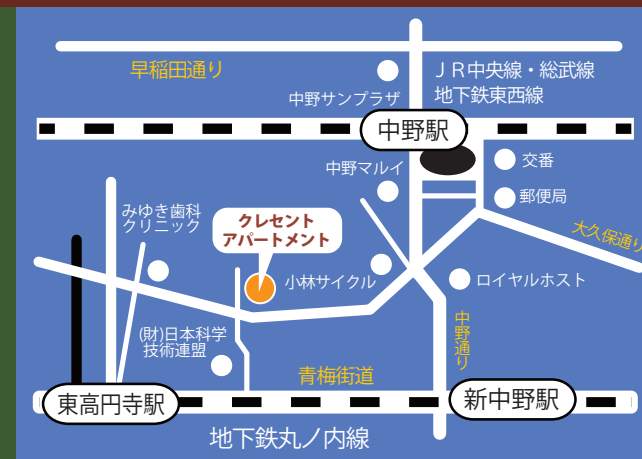 早稲田通り
JR中央線・総武線
地下鉄東西線
中野サンプラザ
中野駅
中野マルイ
交番
郵便局
みゆき歯科
クリニック
クレセント
アパートメント
大久保通り
小林サイクル
ロイヤルホスト
(財)日本科学
技術連盟
中野通り
青梅街道
東高円寺駅
新中野駅
地下鉄丸ノ内線